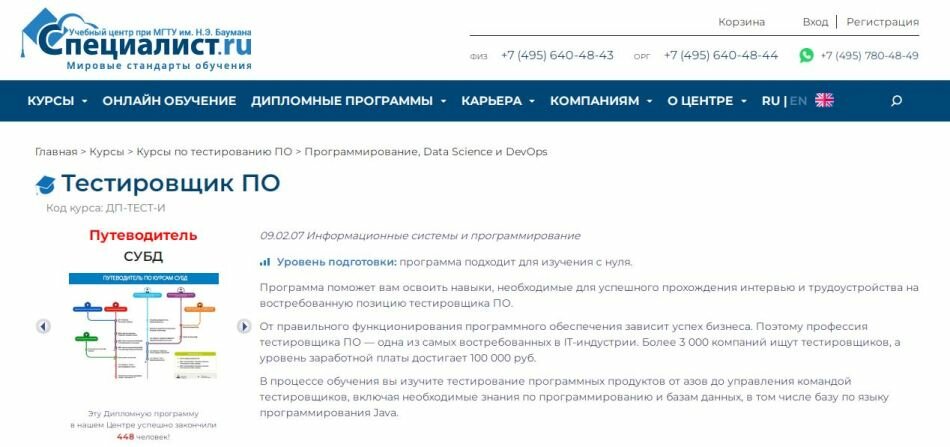 Учебный центр при МГТУ им. Н.Э. Баумана
Специалист.ru
Мировые стандарты обучения
Корзина Вход | Регистрация
ФИЗ +7 (495) 640-48-43 ОРГ +7 (495) 640-48-44 +7 (495) 780-48-49
КУРСЫ ОНЛАЙН ОБУЧЕНИЕ ДИПЛОМНЫЕ ПРОГРАММЫ КАРЬЕРА КОМПАНИЯМ О ЦЕНТРЕ RU | EN
Главная > Курсы > Курсы по тестированию ПО > Программирование, Data Science и DevOps
Тестировщик ПО
Код курса: ДП-ТЕСТ-И
Путеводитель
СУБД
ПУТЕВОДИТЕЛЬ ПО КУРСАМ СУБД
Эту Дипломную программу
в нашем Центре успешно закончили
448 человек!
09.02.07 Информационные системы и программирование
Уровень подготовки: программа подходит для изучения с нуля.
Программа поможет вам освоить навыки, необходимые для успешного прохождения интервью и трудоустройства на
востребованную позицию тестировщика ПО.
От правильного функционирования программного обеспечения зависит успех бизнеса. Поэтому профессия
тестировщика ПО — одна из самых востребованных в IT-индустрии. Более 3 000 компаний ищут тестировщиков, а
уровень заработной платы достигает 100 000 руб.
В процессе обучения вы изучите тестирование программных продуктов от азов до управления командой
тестировщиков, включая необходимые знания по программированию и базам данных, в том числе базу по языку
программирования Java.